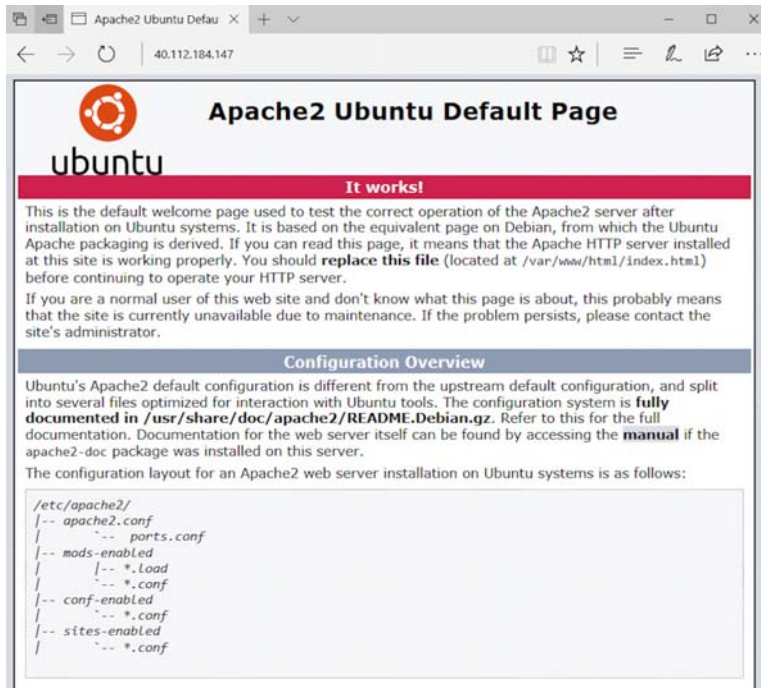 Apache2 Ubuntu Defau
40.112.184.147
Apache2 Ubuntu Default Page
ubuntu
It works!
This is the default welcome page used to test the correct operation of the Apache2 server after
installation on Ubuntu systems. It is based on the equivalent page on Debian, from which the Ubuntu
Apache packaging is derived. If you can read this page, it means that the Apache HTTP server installed
at this site is working properly. You should replace this file (located at /var/www/html/index.html)
before continuing to operate your HTTP server.
If you are a normal user of this web site and don't know what this page is about, this probably means
that the site is currently unavailable due to maintenance. If the problem persists, please contact the
site's administrator.
Configuration Overview
Ubuntu's Apache2 default configuration is different from the upstream default configuration, and split
into several files optimized for interaction with Ubuntu tools. The configuration system is fully
documented in /usr/share/doc/apache2/README.Debian.gz. Refer to this for the full
documentation. Documentation for the web server itself can be found by accessing the manual if the
apache2-doc package was installed on this server.
The configuration layout for an Apache2 web server installation on Ubuntu systems is as follows:
/etc/apache2/
|-- apache2.conf
|       `--  ports.conf
|-- mods-enabled
|       |-- *.load
|       `-- *.conf
|-- conf-enabled
|       `-- *.conf
|-- sites-enabled
|       `-- *.conf